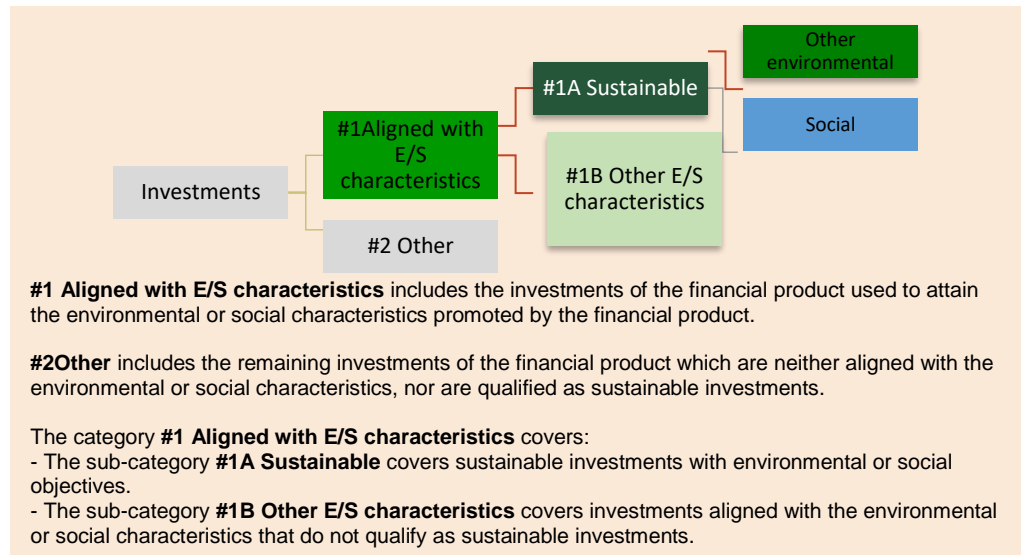 Other
environmental
#1A Sustainable
Social
#1Aligned with
E/S
characteristics
#1B Other E/S
characteristics
Investments
#2 Other
#1 Aligned with E/S characteristics includes the investments of the financial product used to attain
the environmental or social characteristics promoted by the financial product.
#2Other includes the remaining investments of the financial product which are neither aligned with the
environmental or social characteristics, nor are qualified as sustainable investments.
The category #1 Aligned with E/S characteristics covers:
- The sub-category #1A Sustainable covers sustainable investments with environmental or social
objectives.
- The sub-category #1B Other E/S characteristics covers investments aligned with the environmental
or social characteristics that do not qualify as sustainable investments.